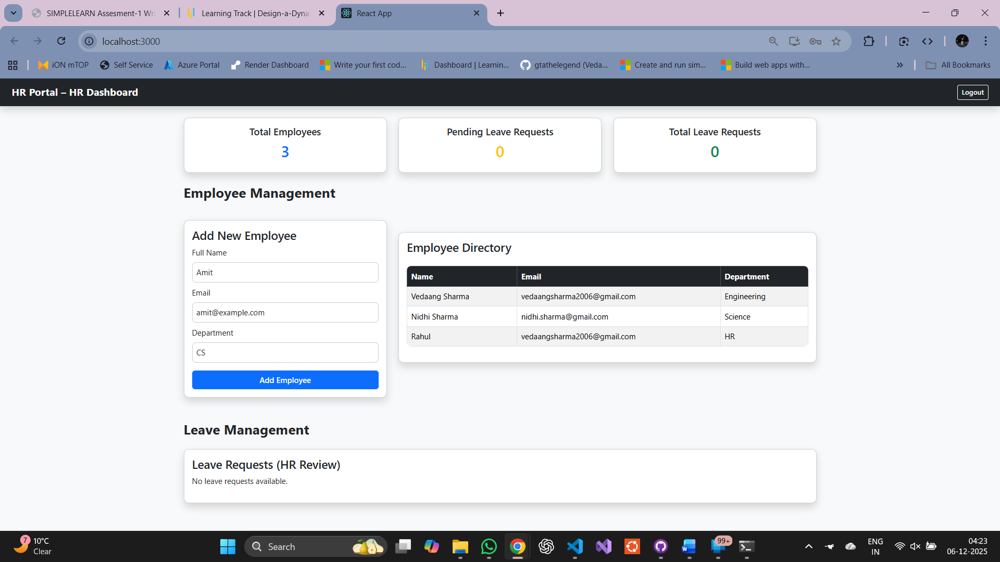 SIMPLELEARN Assesment-1 Wri
Learning Track | Design-a-Dyna
React App
localhost:3000
iON mTOP
Self Service
Azure Portal
Render Dashboard
Write your first cod...
Dashboard | Learnin...
gtathelegend (Veda...
Create and run sim...
Build web apps with...
All Bookmarks
HR Portal – HR Dashboard
Logout
Total Employees
3
Pending Leave Requests
0
Total Leave Requests
0
Employee Management
Add New Employee
Full Name
Amit
Email
amit@example.com
Department
CS
Add Employee
Employee Directory
Name Email Department
Vedaang Sharma vedaangsharma2006@gmail.com Engineering
Nidhi Sharma nidhi.sharma@gmail.com Science
Rahul vedaangsharma2006@gmail.com HR
Leave Management
Leave Requests (HR Review)
No leave requests available.
7
10°C
Clear
Search
99+
ENG
IN
04:23
06-12-2025